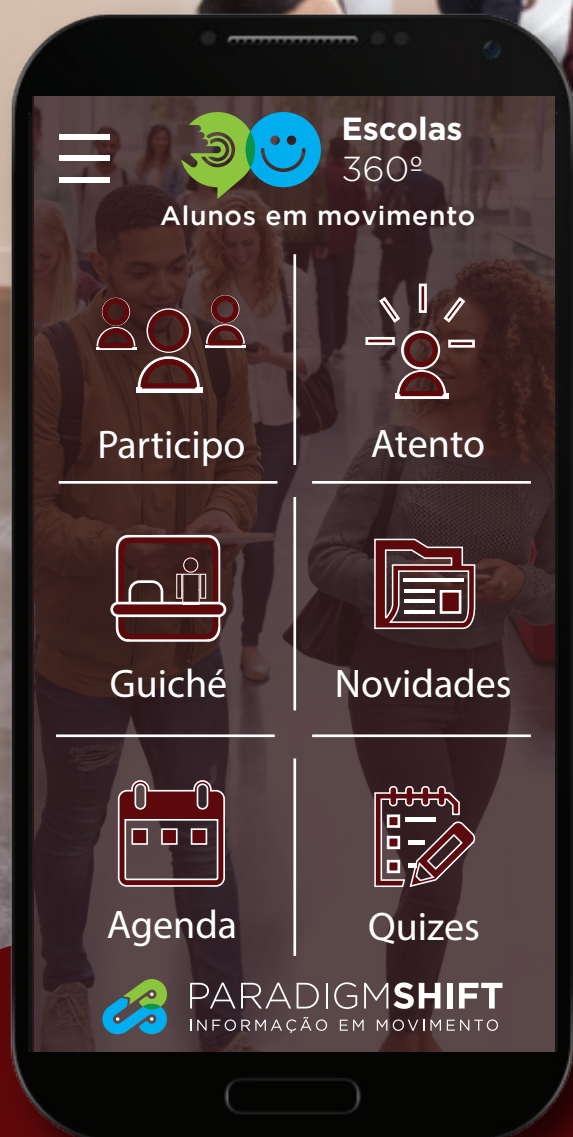 Escolas
360º
Alunos em movimento
Participo
Atento
Guiché
Novidades
Agenda
Quizes
PARADIGMSHIFT
INFORMAÇÃO EM MOVIMENTO